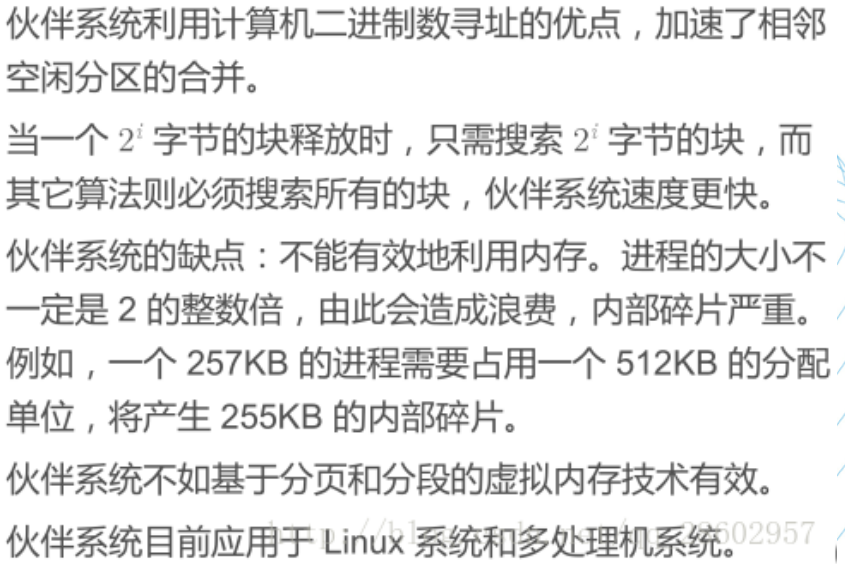 伙伴系统利用计算机二进制数寻址的优点，加速了相邻
空闲分区的合并。
当一个 2^i 字节的块释放时，只需搜索 2^i 字节的块，而
其它算法则必须搜索所有的块，伙伴系统速度更快。
伙伴系统的缺点：不能有效地利用内存。进程的大小不
一定是 2 的整数倍，由此会造成浪费，内部碎片严重。
例如，一个 257KB 的进程需要占用一个 512KB 的分配
单位，将产生 255KB 的内部碎片。
伙伴系统不如基于分页和分段的虚拟内存技术有效。
伙伴系统目前应用于 Linux 系统和多处理机系统。